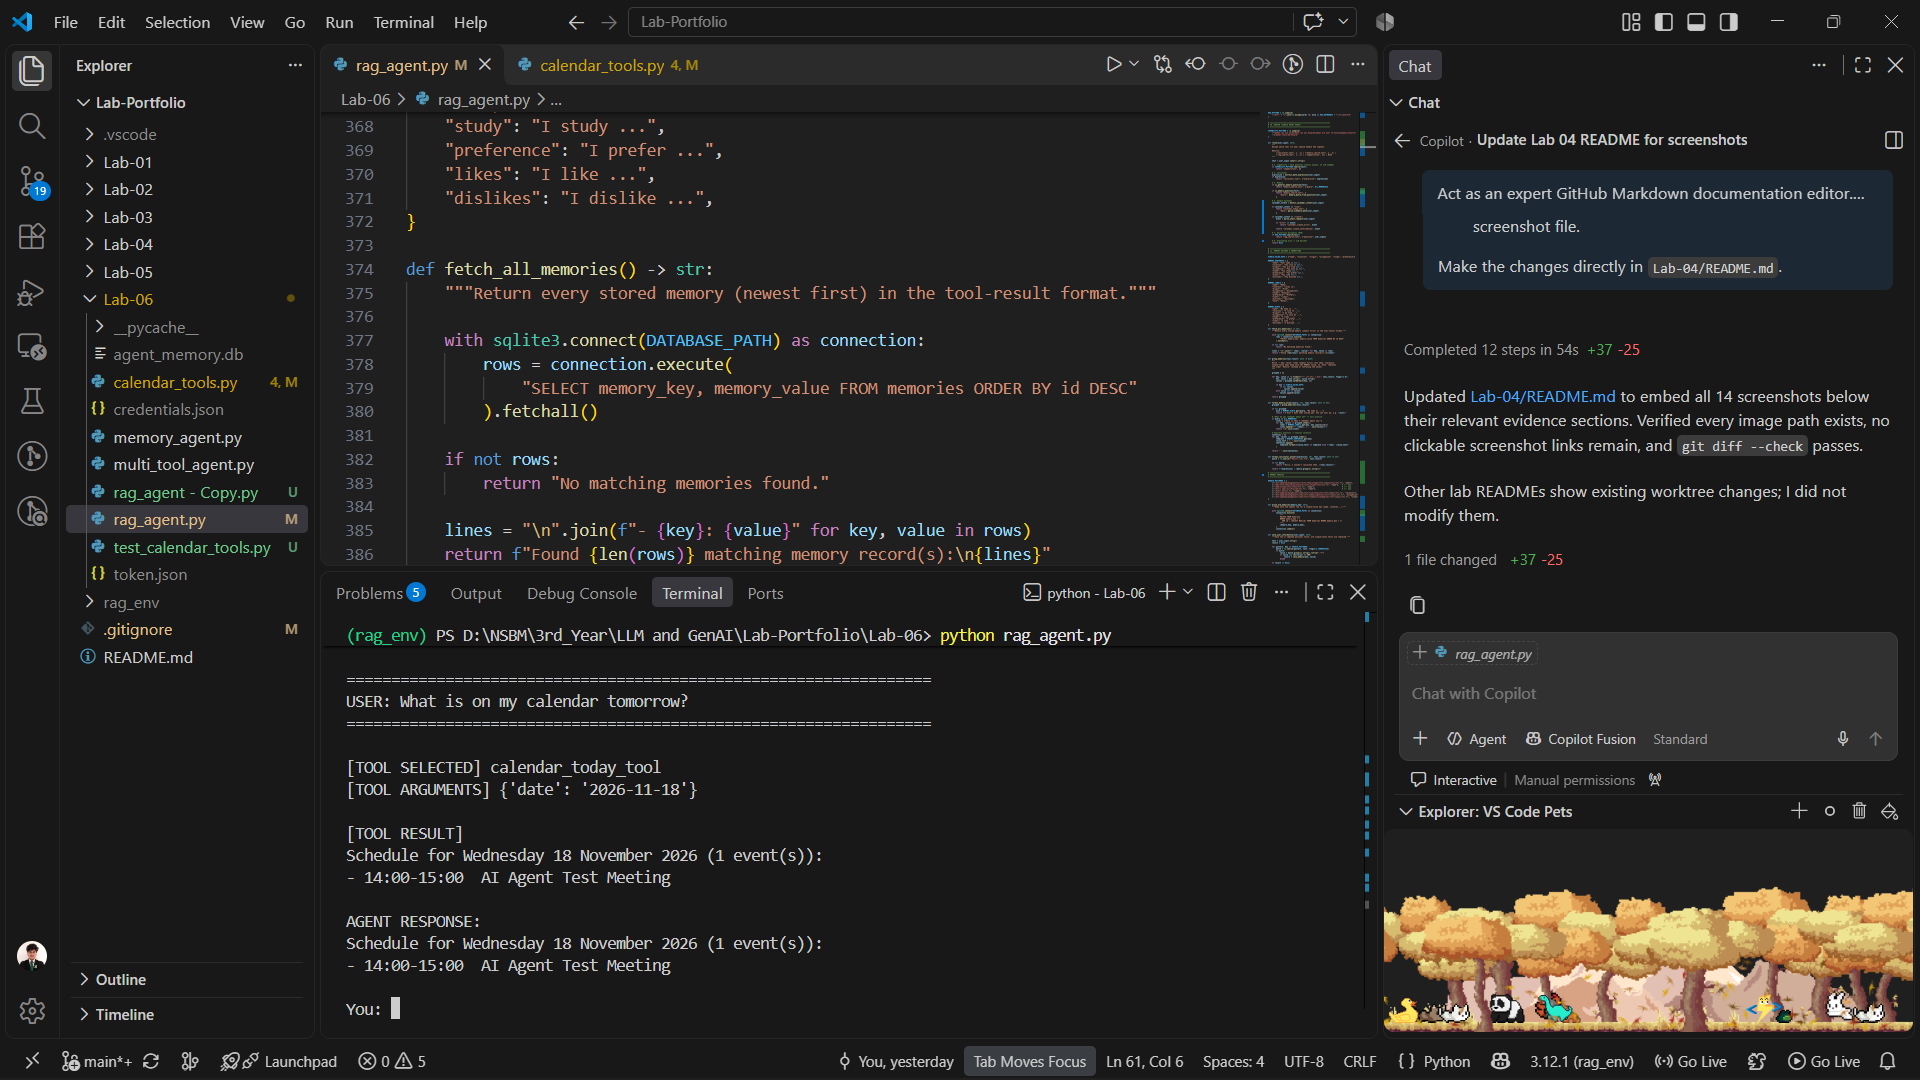 File Edit Selection View Go Run Terminal Help
Lab-Portfolio
Explorer
Lab-Portfolio
.vscode
Lab-01
Lab-02
Lab-03
Lab-04
Lab-05
Lab-06
__pycache__
agent_memory.db
calendar_tools.py 4, M
credentials.json
memory_agent.py
multi_tool_agent.py
rag_agent - Copy.py U
rag_agent.py M
test_calendar_tools.py U
token.json
rag_env
.gitignore M
README.md
Outline
Timeline
19
rag_agent.py M
calendar_tools.py 4, M
Lab-06 > rag_agent.py > ...
368 "study": "I study ...",
369 "preference": "I prefer ...",
370 "likes": "I like ...",
371 "dislikes": "I dislike ...",
372 }
373
374 def fetch_all_memories() -> str:
375 """Return every stored memory (newest first) in the tool-result format."""
376
377 with sqlite3.connect(DATABASE_PATH) as connection:
378 rows = connection.execute(
379 "SELECT memory_key, memory_value FROM memories ORDER BY id DESC"
380 ).fetchall()
381
382 if not rows:
383 return "No matching memories found."
384
385 lines = "\n".join(f"- {key}: {value}" for key, value in rows)
386 return f"Found {len(rows)} matching memory record(s):\n{lines}"
Problems 5 Output Debug Console Terminal Ports
python - Lab-06
(rag_env) PS D:\NSBM\3rd_Year\LLM and GenAI\Lab-Portfolio\Lab-06> python rag_agent.py
=================================================================
USER: What is on my calendar tomorrow?
=================================================================
[TOOL SELECTED] calendar_today_tool
[TOOL ARGUMENTS] {'date': '2026-11-18'}
[TOOL RESULT]
Schedule for Wednesday 18 November 2026 (1 event(s)):
- 14:00-15:00 AI Agent Test Meeting
AGENT RESPONSE:
Schedule for Wednesday 18 November 2026 (1 event(s)):
- 14:00-15:00 AI Agent Test Meeting
You:
Chat
Chat
Copilot · Update Lab 04 README for screenshots
Act as an expert GitHub Markdown documentation editor....
screenshot file.
Make the changes directly in Lab-04/README.md.
Completed 12 steps in 54s +37 -25
Updated Lab-04/README.md to embed all 14 screenshots below
their relevant evidence sections. Verified every image path exists, no
clickable screenshot links remain, and git diff --check passes.
Other lab READMEs show existing worktree changes; I did not
modify them.
1 file changed +37 -25
rag_agent.py
Chat with Copilot
Agent Copilot Fusion Standard
Interactive Manual permissions
Explorer: VS Code Pets
main*+ Launchpad 0 5
You, yesterday Tab Moves Focus Ln 61, Col 6 Spaces: 4 UTF-8 CRLF { } Python 3.12.1 (rag_env) Go Live Go Live